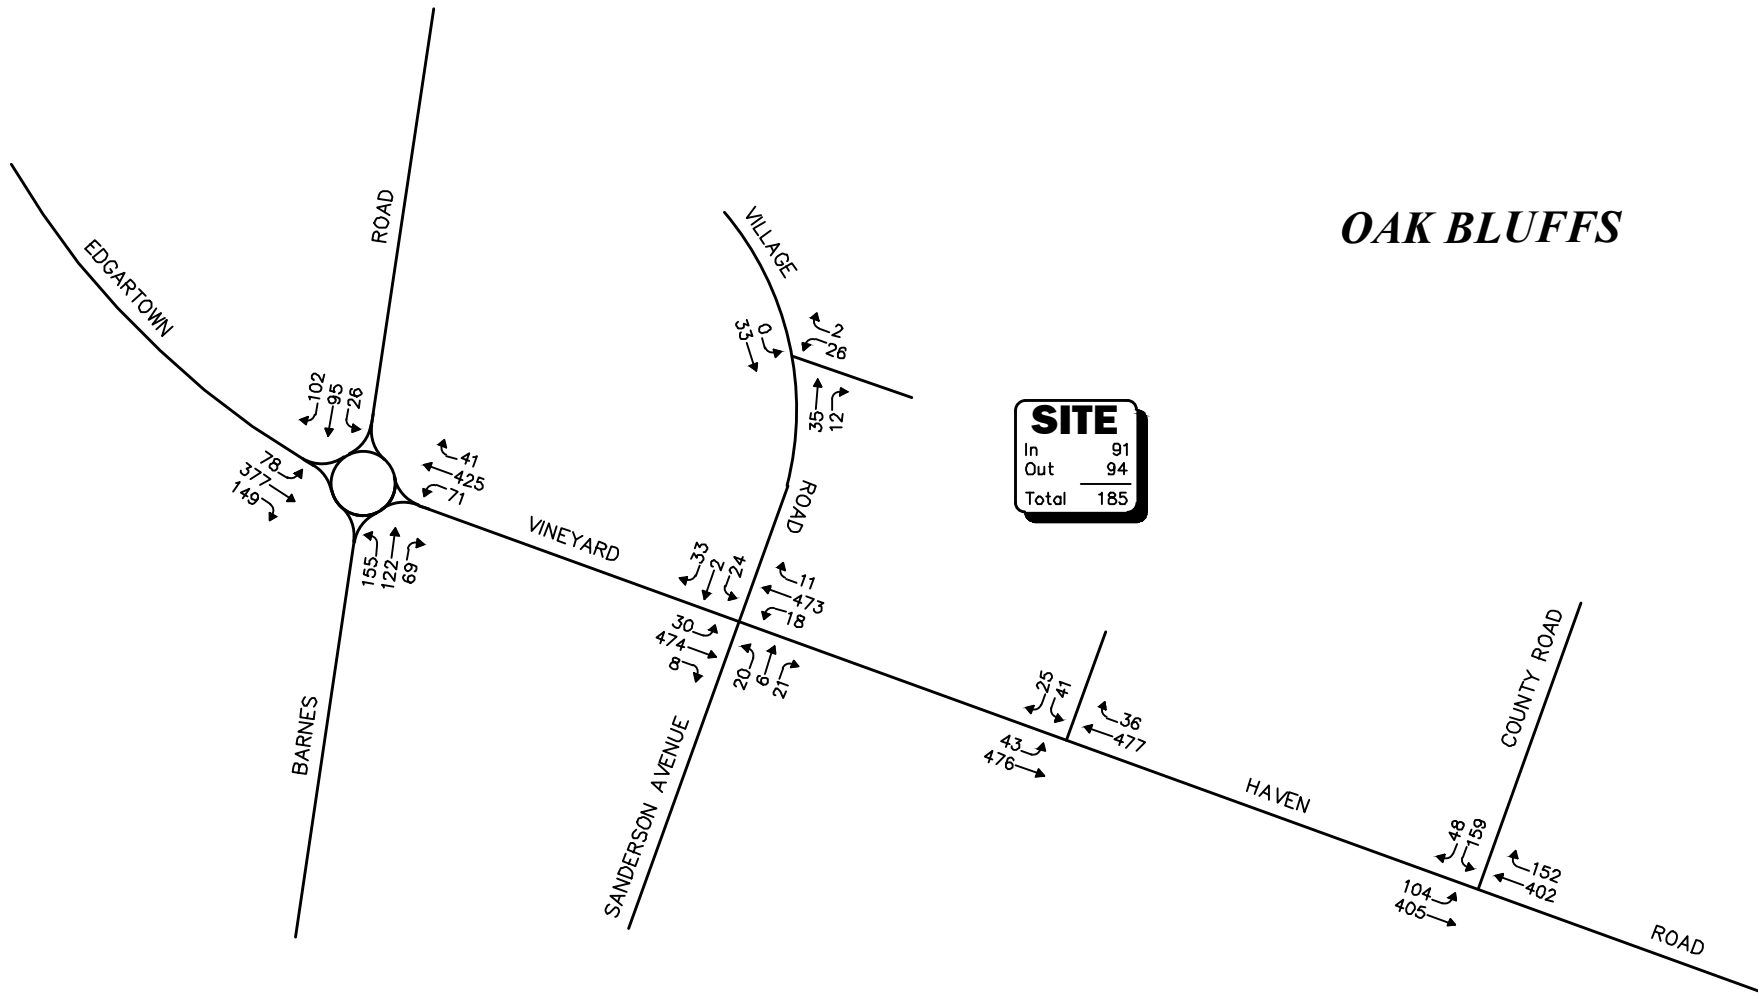 OAK BLUFFS
ROAD
EDGARTOWN
VILLAGE
0
33
2
26
35
12
102
95
26
78
377
149
41
425
71
155
122
69
SITE
In 91
Out 94
Total 185
ROAD
VINEYARD
33
2
24
11
473
18
30
474
8
20
6
21
BARNES
SANDERSON AVENUE
25
41
36
477
43
476
COUNTY ROAD
HAVEN
48
159
152
402
104
405
ROAD